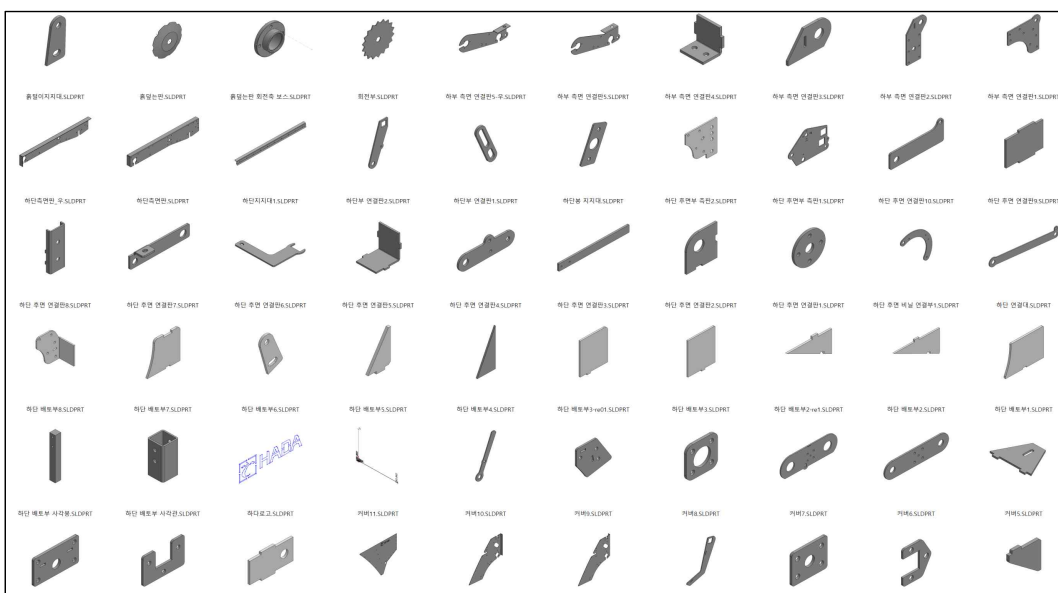 흙털이지지대.SLDPRT 흙덮는판.SLDPRT 흙덮는판 회전축 보스.SLDPRT 회전부.SLDPRT 하부 측면 연결판5-우.SLDPRT 하부 측면 연결판5.SLDPRT 하부 측면 연결판4.SLDPRT 하부 측면 연결판3.SLDPRT 하부 측면 연결판2.SLDPRT 하부 측면 연결판1.SLDPRT
하단측면판_우.SLDPRT 하단측면판.SLDPRT 하단지지대1.SLDPRT 하단부 연결판2.SLDPRT 하단부 연결판1.SLDPRT 하단봉 지지대.SLDPRT 하단 후면부 측판2.SLDPRT 하단 후면부 측판1.SLDPRT 하단 후면 연결판10.SLDPRT 하단 후면 연결판9.SLDPRT
하단 후면 연결판8.SLDPRT 하단 후면 연결판7.SLDPRT 하단 후면 연결판6.SLDPRT 하단 후면 연결판5.SLDPRT 하단 후면 연결판4.SLDPRT 하단 후면 연결판3.SLDPRT 하단 후면 연결판2.SLDPRT 하단 후면 연결판1.SLDPRT 하단 후면 비닐 연결부1.SLDPRT 하단 연결대.SLDPRT
하단 배토부8.SLDPRT 하단 배토부7.SLDPRT 하단 배토부6.SLDPRT 하단 배토부5.SLDPRT 하단 배토부4.SLDPRT 하단 배토부3-re01.SLDPRT 하단 배토부3.SLDPRT 하단 배토부2-re1.SLDPRT 하단 배토부2.SLDPRT 하단 배토부1.SLDPRT
HADA
하단 배토부 사각봉.SLDPRT 하단 배토부 사각관.SLDPRT 하다로고.SLDPRT 커버11.SLDPRT 커버10.SLDPRT 커버9.SLDPRT 커버8.SLDPRT 커버7.SLDPRT 커버6.SLDPRT 커버5.SLDPRT